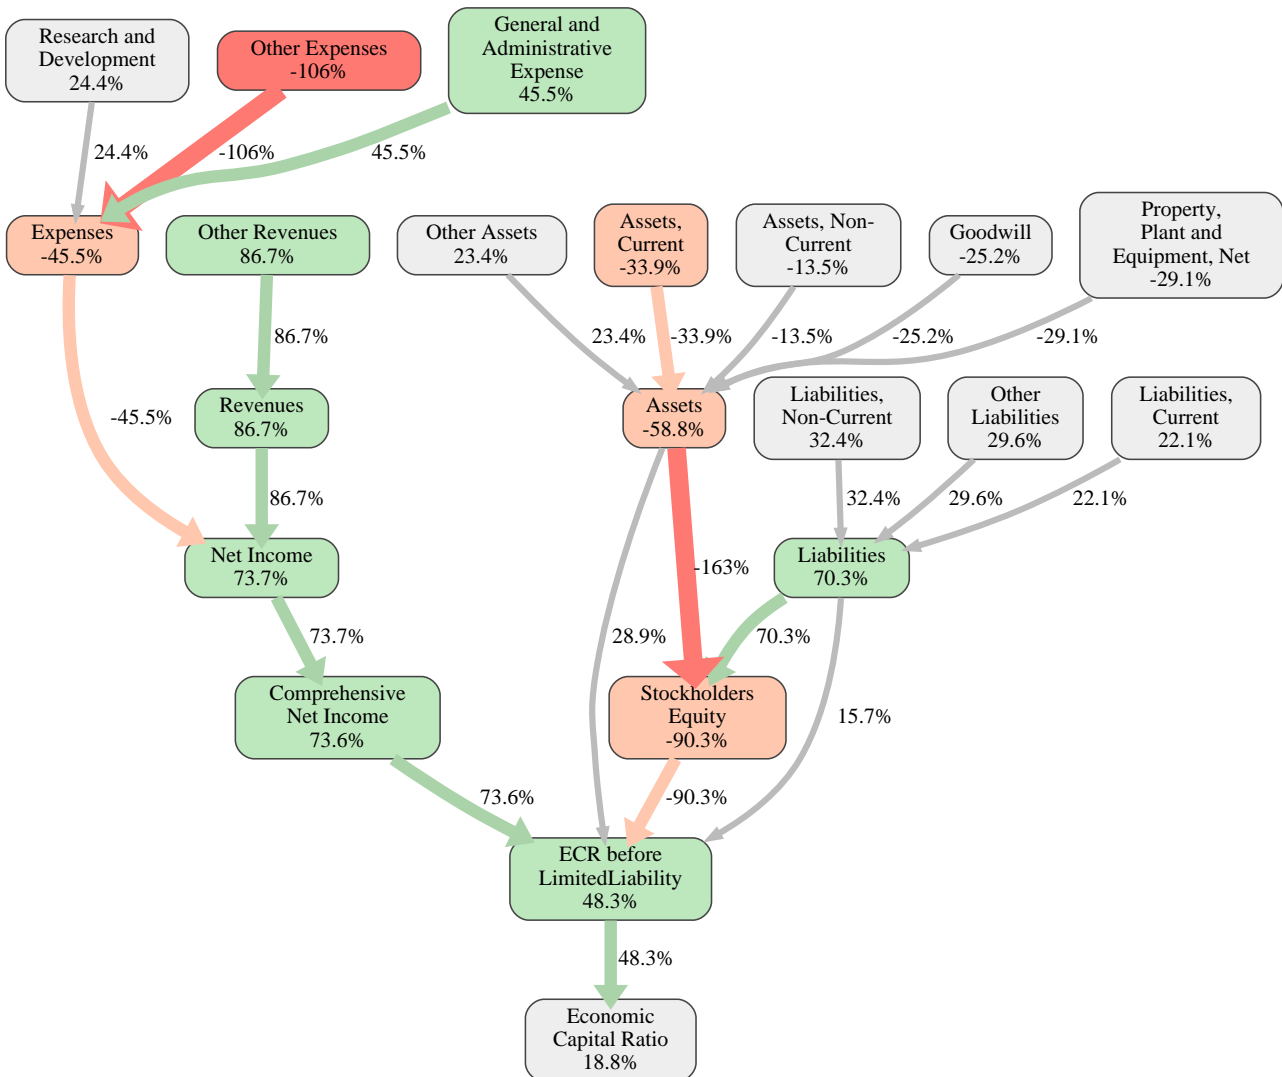 Research and
Development
24.4%
Other Expenses
-106%
General and
Administrative
Expense
45.5%
24.4%
-106%
45.5%
Expenses
-45.5%
Other Revenues
86.7%
Other Assets
23.4%
Assets,
Current
-33.9%
Assets, Non-
Current
-13.5%
Goodwill
-25.2%
Property,
Plant and
Equipment, Net
-29.1%
86.7%
23.4%
-33.9%
-13.5%
-25.2%
-29.1%
-45.5%
Revenues
86.7%
Assets
-58.8%
Liabilities,
Non-Current
32.4%
Other
Liabilities
29.6%
Liabilities,
Current
22.1%
86.7%
32.4%
29.6%
22.1%
Net Income
73.7%
-163%
Liabilities
70.3%
73.7%
28.9%
70.3%
Comprehensive
Net Income
73.6%
Stockholders
Equity
-90.3%
15.7%
73.6%
-90.3%
ECR before
LimitedLiability
48.3%
48.3%
Economic
Capital Ratio
18.8%